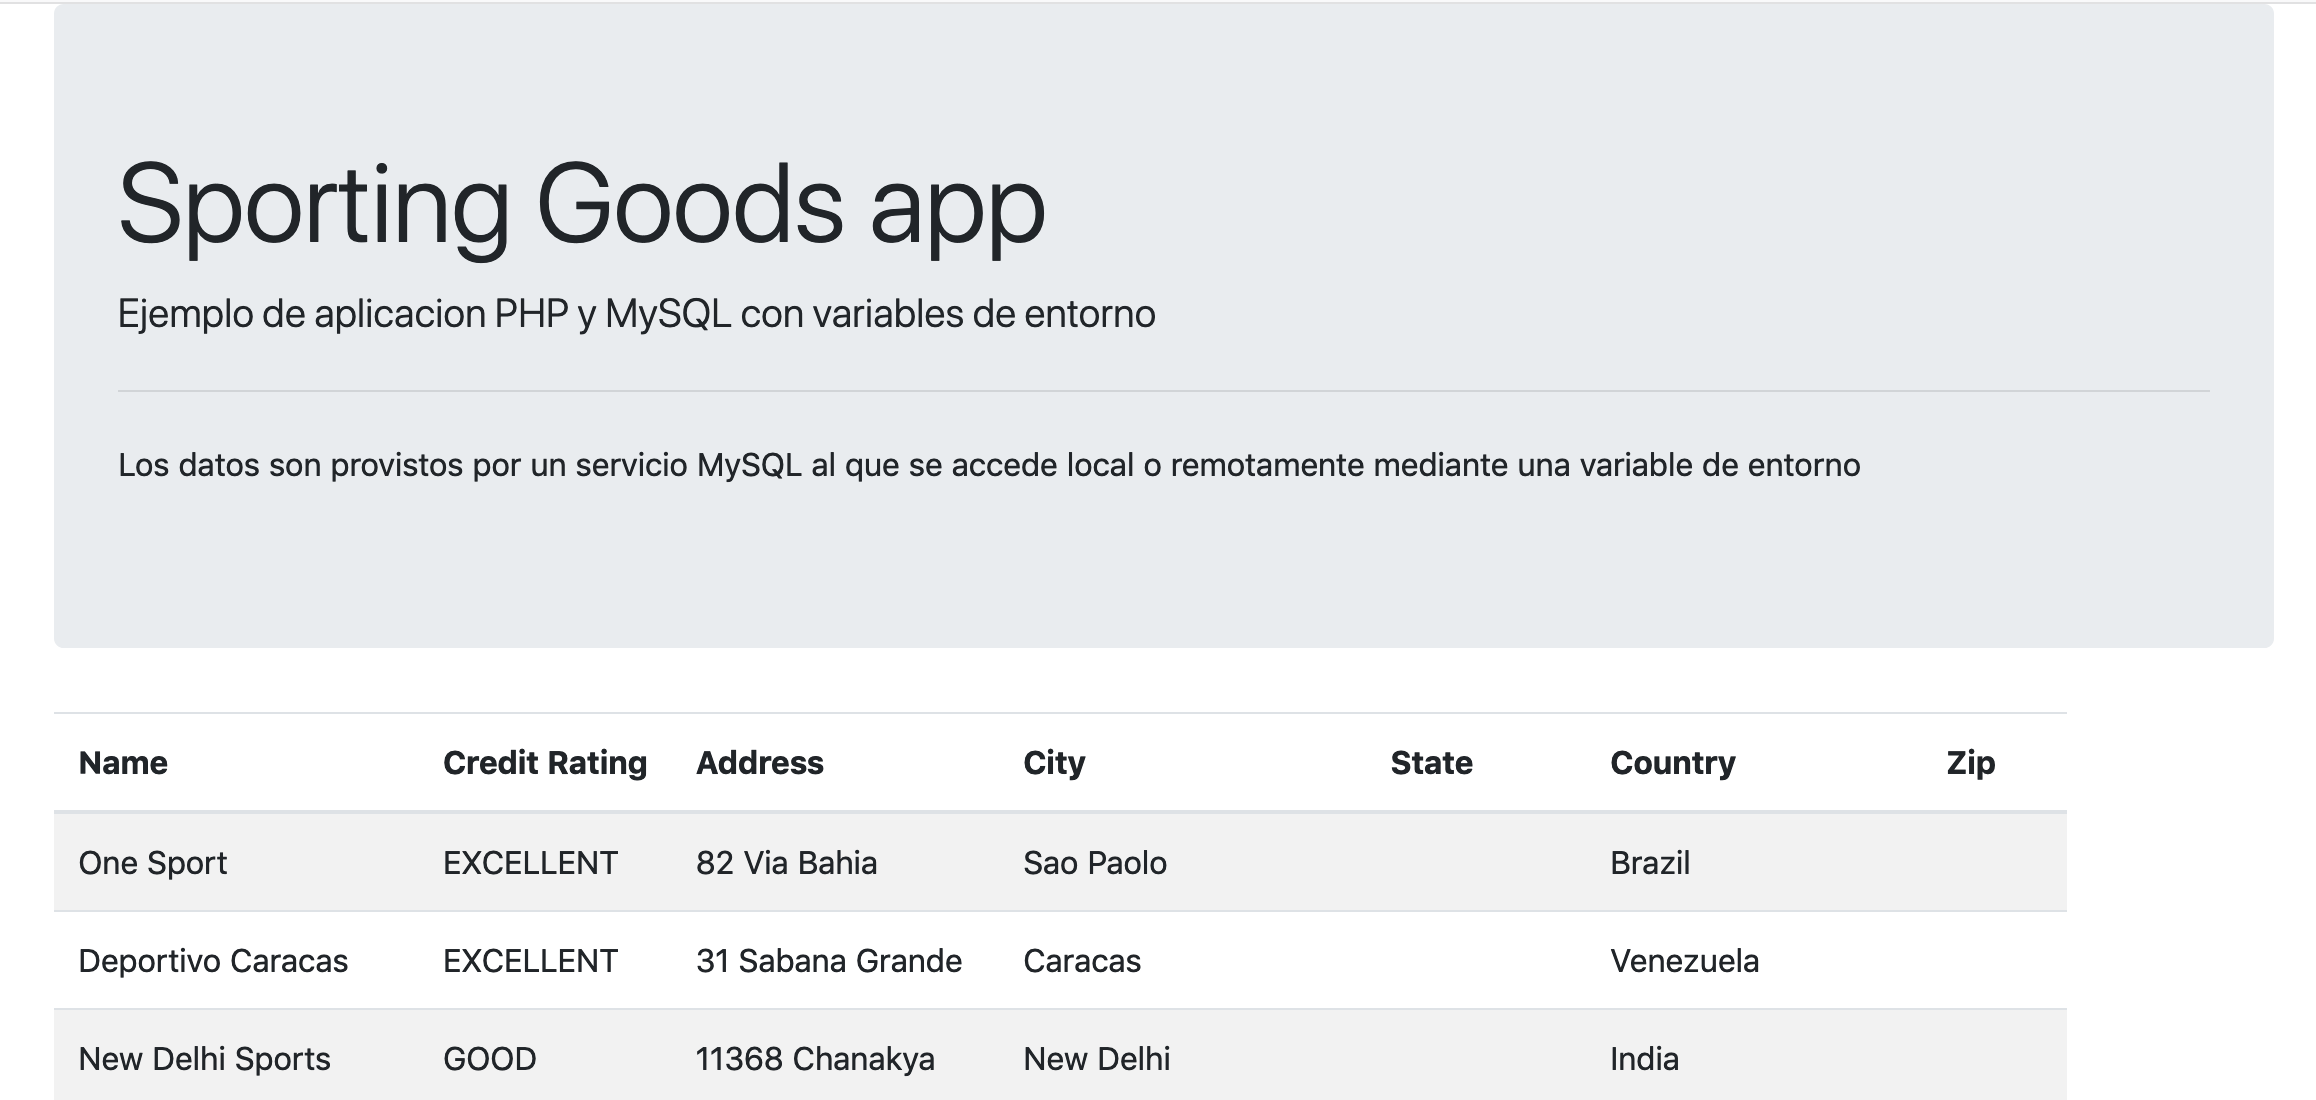 Sporting Goods app
Ejemplo de aplicacion PHP y MySQL con variables de entorno
Los datos son provistos por un servicio MySQL al que se accede local o remotamente mediante una variable de entorno
Name Credit Rating Address City State Country Zip
One Sport EXCELLENT 82 Via Bahia Sao Paolo Brazil
Deportivo Caracas EXCELLENT 31 Sabana Grande Caracas Venezuela
New Delhi Sports GOOD 11368 Chanakya New Delhi India